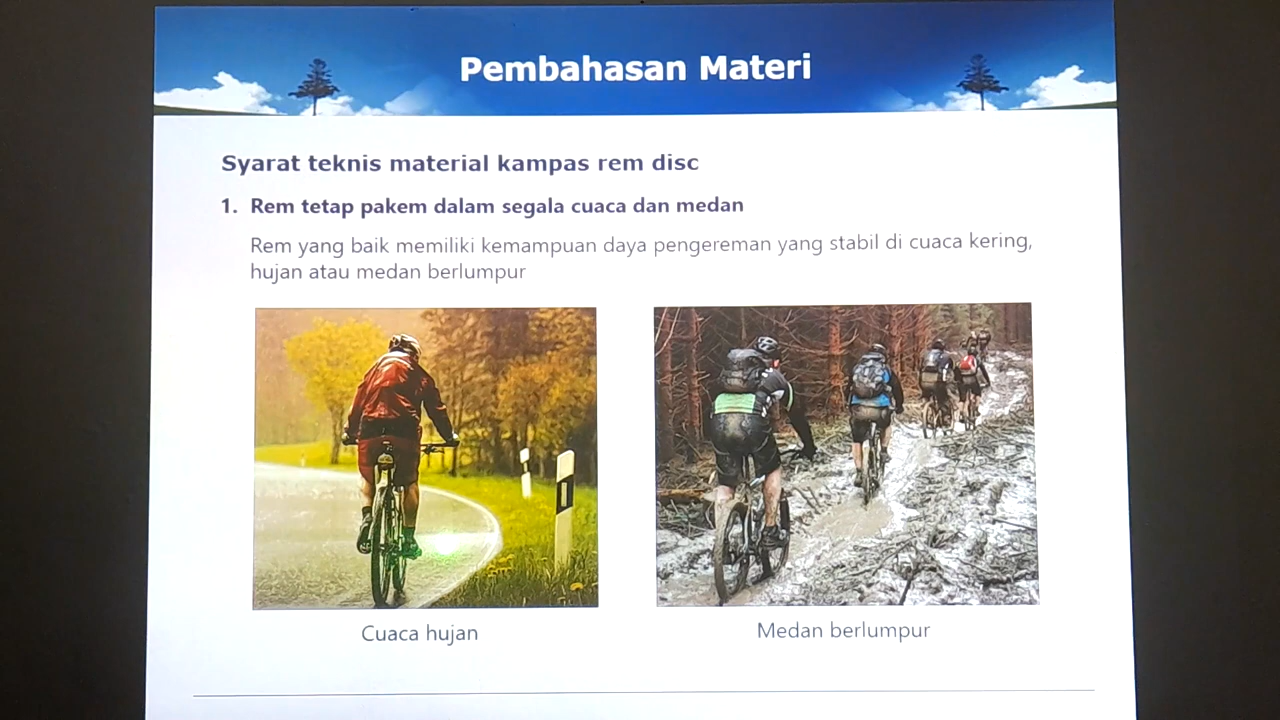 Pembahasan Materi
Syarat teknis material kampas rem disc
1. Rem tetap pakem dalam segala cuaca dan medan
Rem yang baik memiliki kemampuan daya pengereman yang stabil di cuaca kering,
hujan atau medan berlumpur
Cuaca hujan
Medan berlumpur